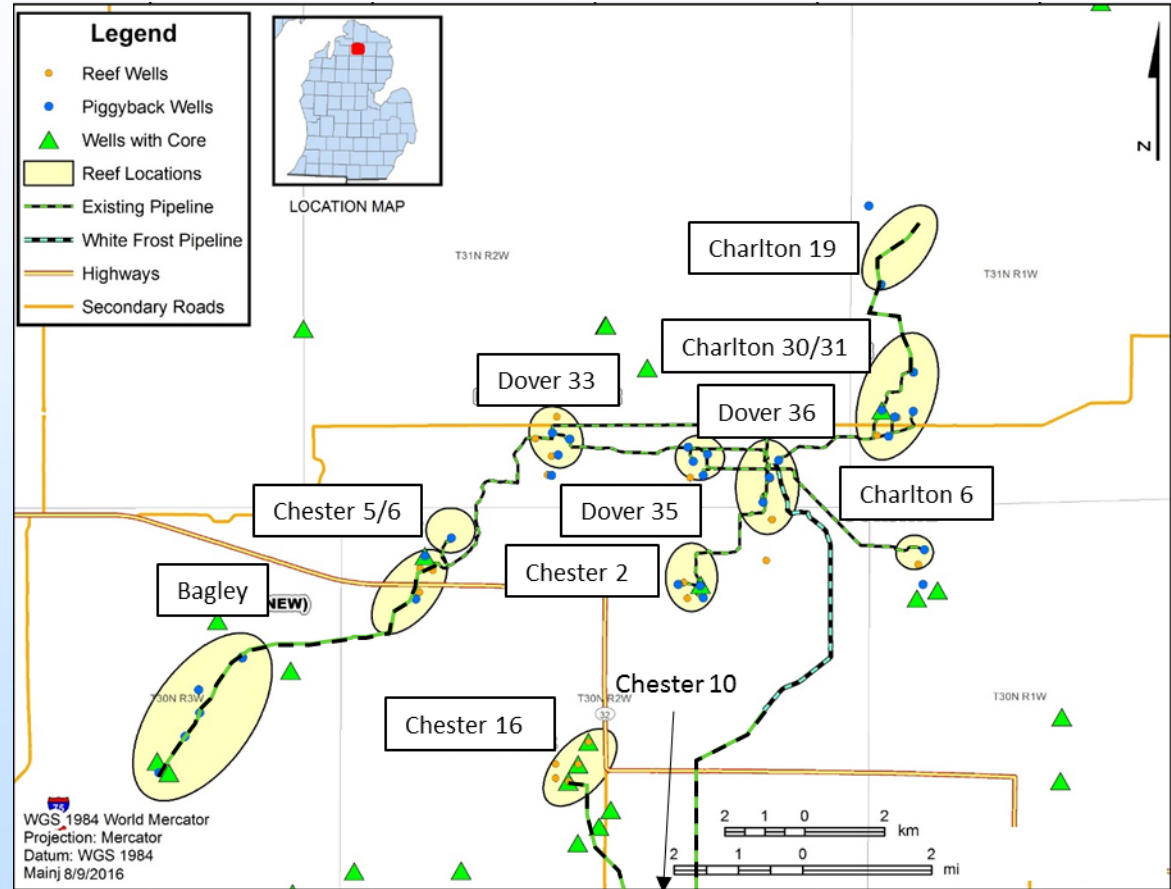 Legend
Reef Wells
Piggyback Wells
Wells with Core
Reef Locations
Existing Pipeline
White Frost Pipeline
Highways
Secondary Roads
LOCATION MAP
N
T31N R2W
T31N R1W
Charlton 19
Charlton 30/31
Dover 33
Dover 36
Chester 5/6
Dover 35
Charlton 6
Chester 2
Bagley
NEW)
T30N R3W
T30N R2W
T30N R1W
Chester 10
32
Chester 16
WGS 1984 World Mercator
Projection: Mercator
Datum: WGS 1984
Mainj 8/9/2016
2 1 0 2
km
2 1 0 2
mi